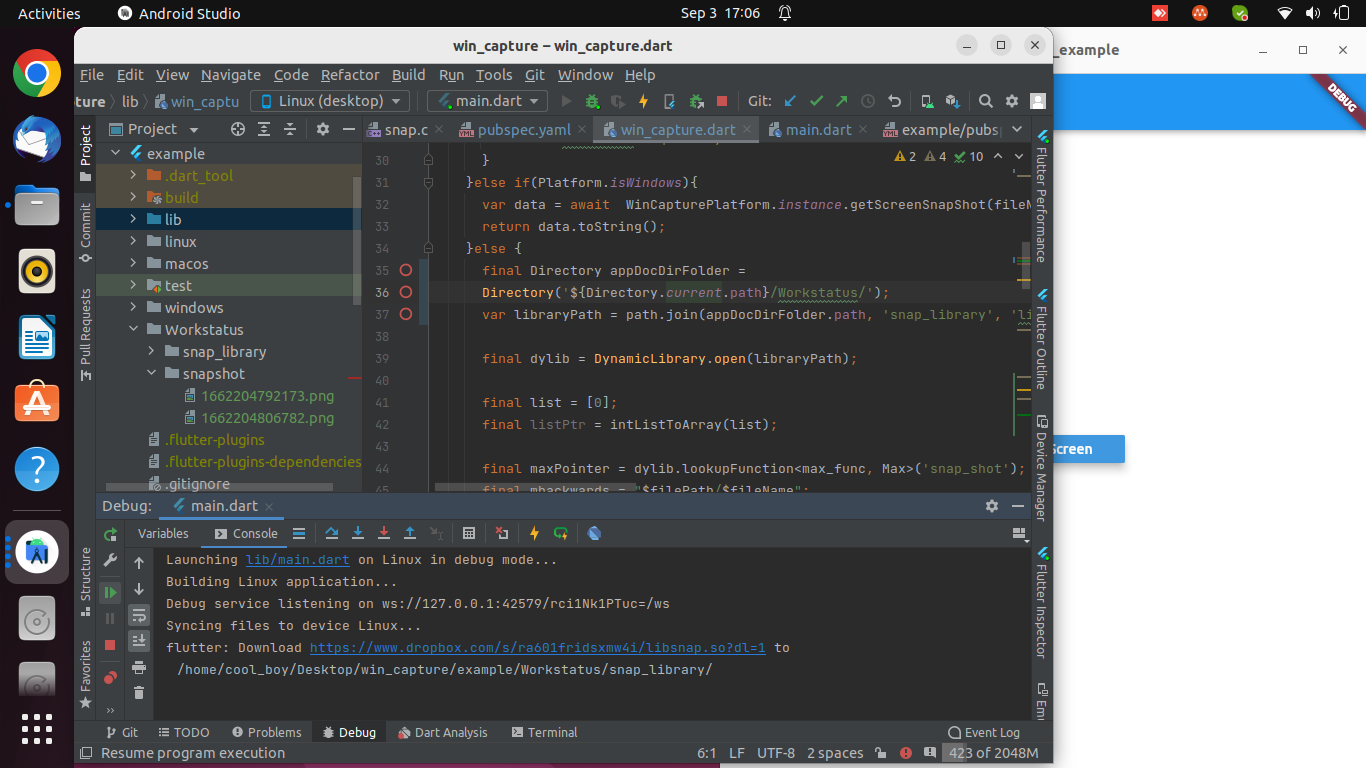 Activities
Android Studio
Sep 3 17:06
win_capture – win_capture.dart
_example
File Edit View Navigate Code Refactor Build Run Tools Git Window Help
DEBUG
ture lib win_captu Linux (desktop) main.dart Git:
Project
snap.c pubspec.yaml win_capture.dart main.dart example/pubs
2 4 10
example
.dart_tool
build
lib
linux
macos
test
windows
Workstatus
snap_library
snapshot
1662204792173.png
1662204806782.png
.flutter-plugins
.flutter-plugins-dependencies
.gitignore
30 }
31 }else if(Platform.isWindows){
32 var data = await WinCapturePlatform.instance.getScreenSnapShot(fileN
33 return data.toString();
34 }else {
35 final Directory appDocDirFolder =
36 Directory('${Directory.current.path}/Workstatus/');
37 var libraryPath = path.join(appDocDirFolder.path, 'snap_library', 'li
38
39 final dylib = DynamicLibrary.open(libraryPath);
40
41 final list = [0];
42 final listPtr = intListToArray(list);
43
44 final maxPointer = dylib.lookupFunction<max_func, Max>('snap_shot');
45 final mbackwards = "$filePath/$fileName";
Project
Commit
Pull Requests
Structure
Favorites
Flutter Performance
Flutter Outline
Device Manager
Flutter Inspector
Emu
Screen
Debug: main.dart
Variables Console
Launching lib/main.dart on Linux in debug mode...
Building Linux application...
Debug service listening on ws://127.0.0.1:42579/rci1Nk1PTuc=/ws
Syncing files to device Linux...
flutter: Download https://www.dropbox.com/s/ra601fridsxmw4i/libsnap.so?dl=1 to
/home/cool_boy/Desktop/win_capture/example/Workstatus/snap_library/
Git TODO Problems Debug Dart Analysis Terminal Event Log
Resume program execution 6:1 LF UTF-8 2 spaces 423 of 2048M